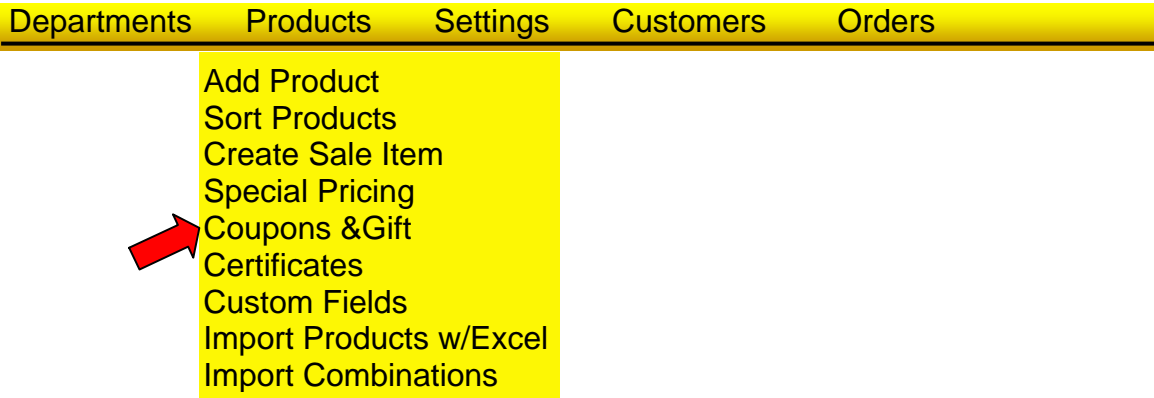 Departments Products Settings Customers Orders
Add Product
Sort Products
Create Sale Item
Special Pricing
Coupons &Gift
Certificates
Custom Fields
Import Products w/Excel
Import Combinations